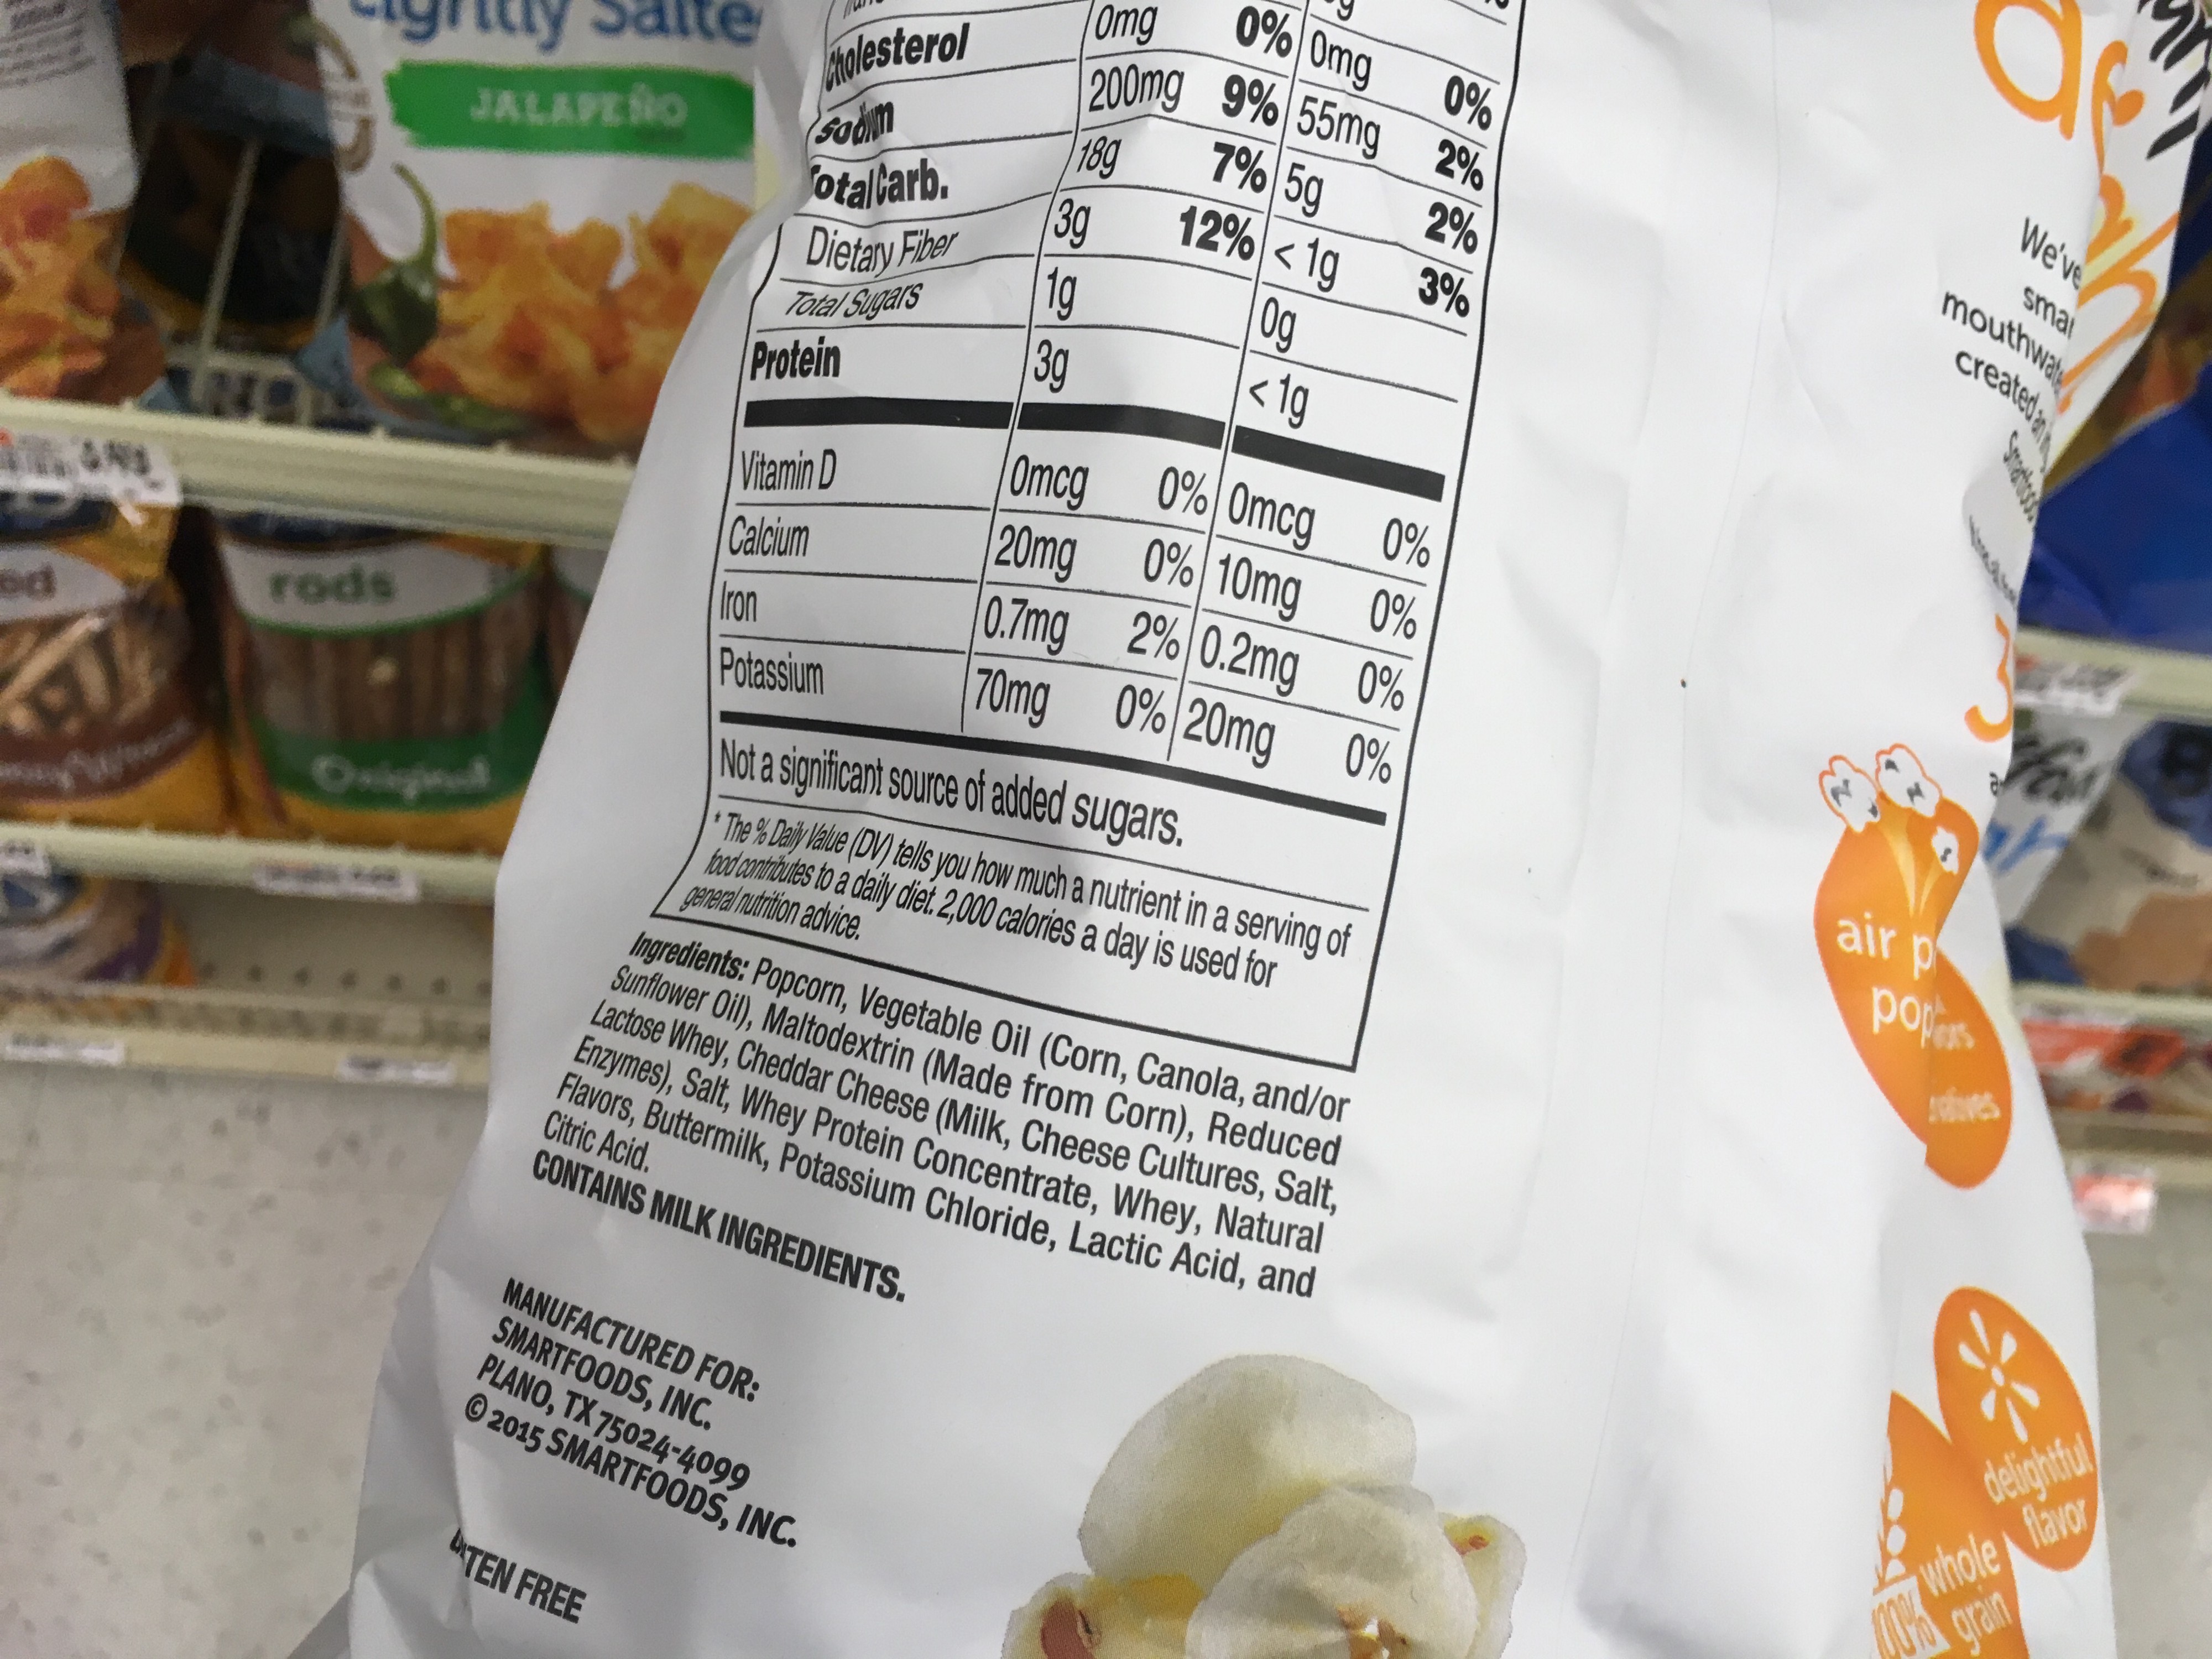 Lightly Salted
JALAPEÑO
Cholesterol 0mg 0% 0mg 0%
Sodium 200mg 9% 55mg 2%
Total Carb. 18g 7% 5g 2%
Dietary Fiber 3g 12% < 1g 3%
Total Sugars 1g 0g
Protein 3g < 1g
Vitamin D 0mcg 0% 0mcg 0%
Calcium 20mg 0% 10mg 0%
Iron 0.7mg 2% 0.2mg 0%
Potassium 70mg 0% 20mg 0%
Not a significant source of added sugars.
* The % Daily Value (DV) tells you how much a nutrient in a serving of
food contributes to a daily diet. 2,000 calories a day is used for
general nutrition advice.
Ingredients: Popcorn, Vegetable Oil (Corn, Canola, and/or
Sunflower Oil), Maltodextrin (Made from Corn), Reduced
Lactose Whey, Cheddar Cheese (Milk, Cheese Cultures, Salt,
Enzymes), Salt, Whey Protein Concentrate, Whey, Natural
Flavors, Buttermilk, Potassium Chloride, Lactic Acid, and
Citric Acid.
CONTAINS MILK INGREDIENTS.
MANUFACTURED FOR:
SMARTFOODS, INC.
PLANO, TX 75024-4099
© 2015 SMARTFOODS, INC.
TEN FREE
rods
Original
We've
created an
air
delightful
flavor
100% whole
grain